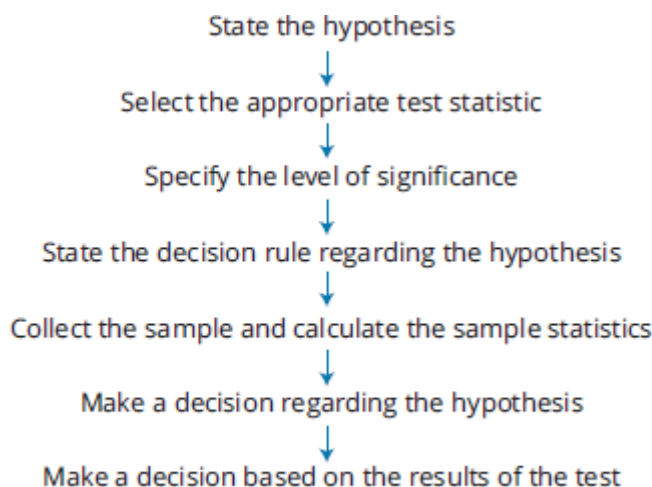 State the hypothesis
Select the appropriate test statistic
Specify the level of significance
State the decision rule regarding the hypothesis
Collect the sample and calculate the sample statistics
Make a decision regarding the hypothesis
Make a decision based on the results of the test